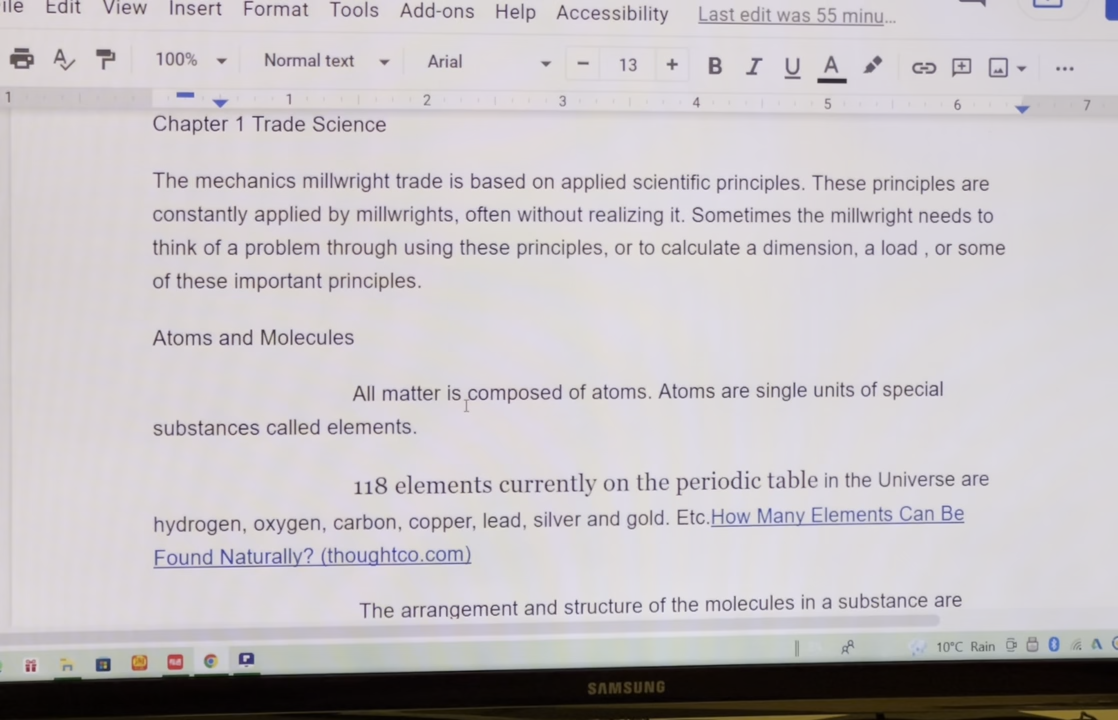 ile Edit View Insert Format Tools Add-ons Help Accessibility Last edit was 55 minu...
100% Normal text Arial − 13 + B I U A ...
1 1 2 3 4 5 6 7
Chapter 1 Trade Science
The mechanics millwright trade is based on applied scientific principles. These principles are
constantly applied by millwrights, often without realizing it. Sometimes the millwright needs to
think of a problem through using these principles, or to calculate a dimension, a load , or some
of these important principles.
Atoms and Molecules
All matter is composed of atoms. Atoms are single units of special
substances called elements.
118 elements currently on the periodic table in the Universe are
hydrogen, oxygen, carbon, copper, lead, silver and gold. Etc.How Many Elements Can Be
Found Naturally? (thoughtco.com)
The arrangement and structure of the molecules in a substance are
10°C Rain
SAMSUNG